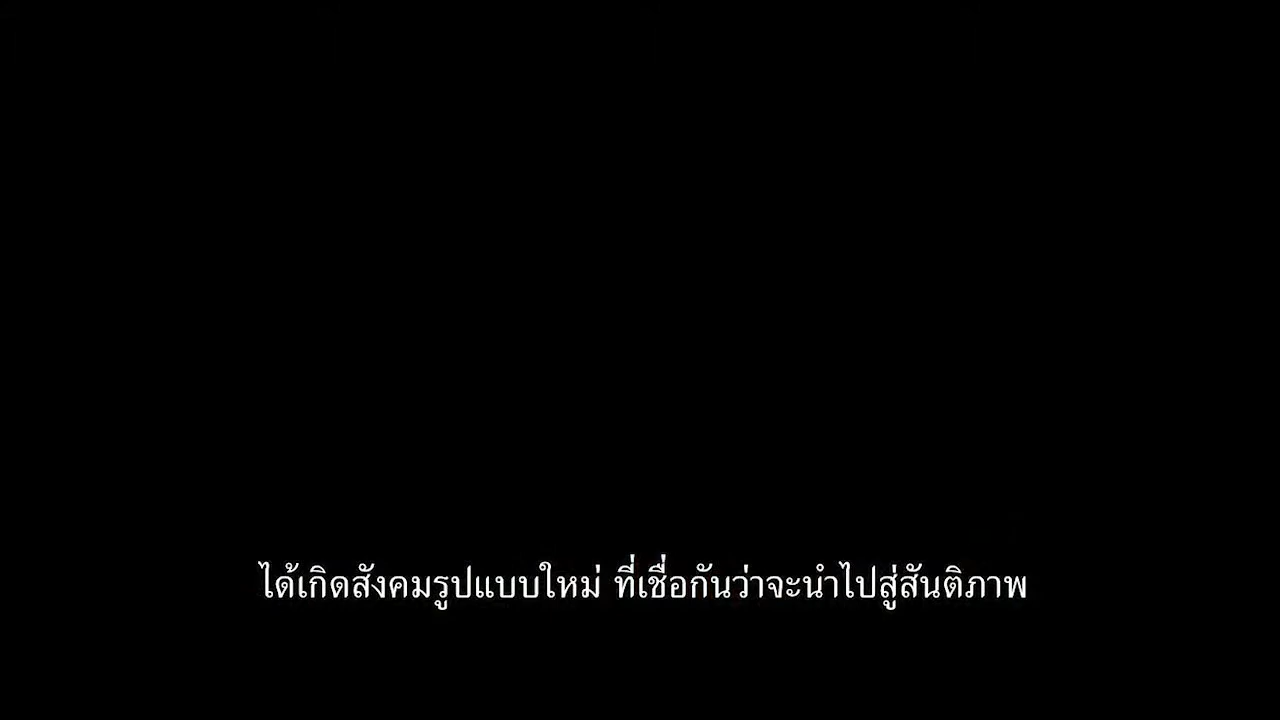 ได้เกิดสังคมรูปแบบใหม่ ที่เชื่อกันว่าจะนำไปสู่สันติภาพ